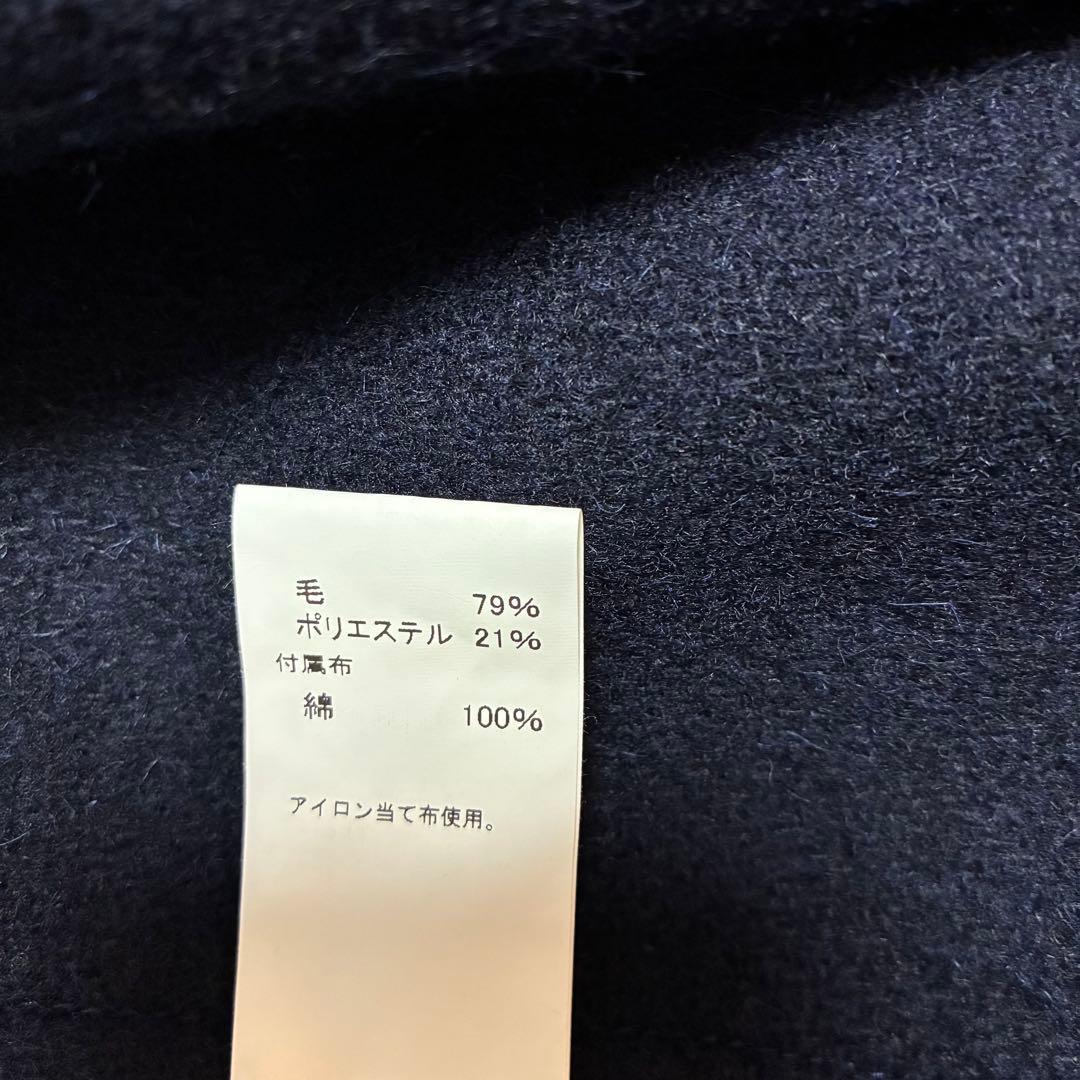 毛 79%
ポリエステル 21%
付属布
綿 100%
アイロン当て布使用。